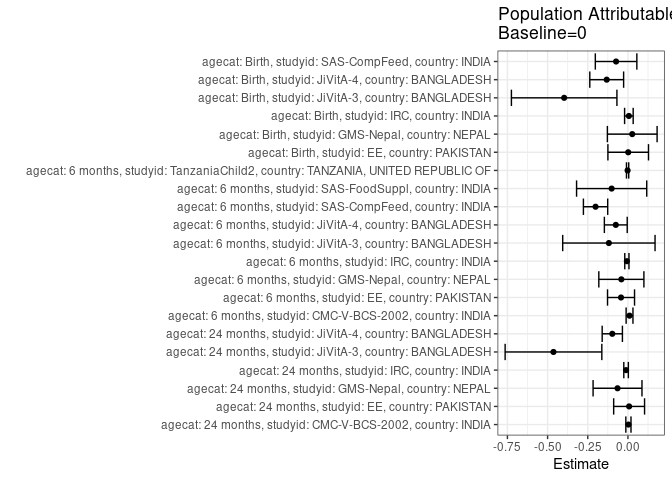 Population Attributable
Baseline=0
agecat: Birth, studyid: SAS-CompFeed, country: INDIA
agecat: Birth, studyid: JiVitA-4, country: BANGLADESH
agecat: Birth, studyid: JiVitA-3, country: BANGLADESH
agecat: Birth, studyid: IRC, country: INDIA
agecat: Birth, studyid: GMS-Nepal, country: NEPAL
agecat: Birth, studyid: EE, country: PAKISTAN
agecat: 6 months, studyid: TanzaniaChild2, country: TANZANIA, UNITED REPUBLIC OF
agecat: 6 months, studyid: SAS-FoodSuppl, country: INDIA
agecat: 6 months, studyid: SAS-CompFeed, country: INDIA
agecat: 6 months, studyid: JiVitA-4, country: BANGLADESH
agecat: 6 months, studyid: JiVitA-3, country: BANGLADESH
agecat: 6 months, studyid: IRC, country: INDIA
agecat: 6 months, studyid: GMS-Nepal, country: NEPAL
agecat: 6 months, studyid: EE, country: PAKISTAN
agecat: 6 months, studyid: CMC-V-BCS-2002, country: INDIA
agecat: 24 months, studyid: JiVitA-4, country: BANGLADESH
agecat: 24 months, studyid: JiVitA-3, country: BANGLADESH
agecat: 24 months, studyid: IRC, country: INDIA
agecat: 24 months, studyid: GMS-Nepal, country: NEPAL
agecat: 24 months, studyid: EE, country: PAKISTAN
agecat: 24 months, studyid: CMC-V-BCS-2002, country: INDIA
-0.75 -0.50 -0.25 0.00
Estimate